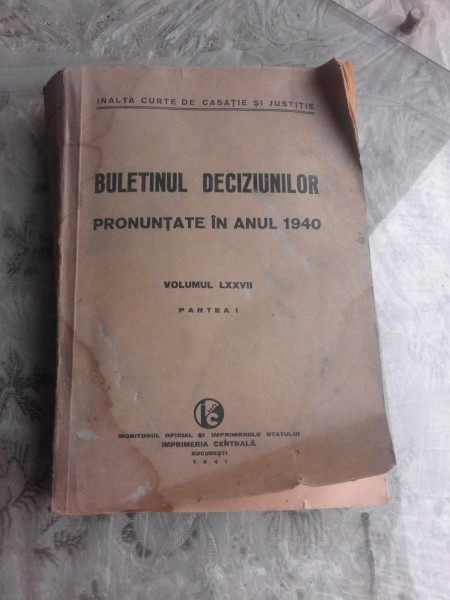 INALTA CURTE DE CASAȚIE ȘI JUSTIȚIE
BULETINUL DECIZIUNILOR
PRONUNȚATE ÎN ANUL 1940
VOLUMUL LXXVII
PARTEA I
MONITORUL OFICIAL ȘI IMPRIMERIILE STATULUI
IMPRIMERIA CENTRALĂ
BUCUREȘTI
1941